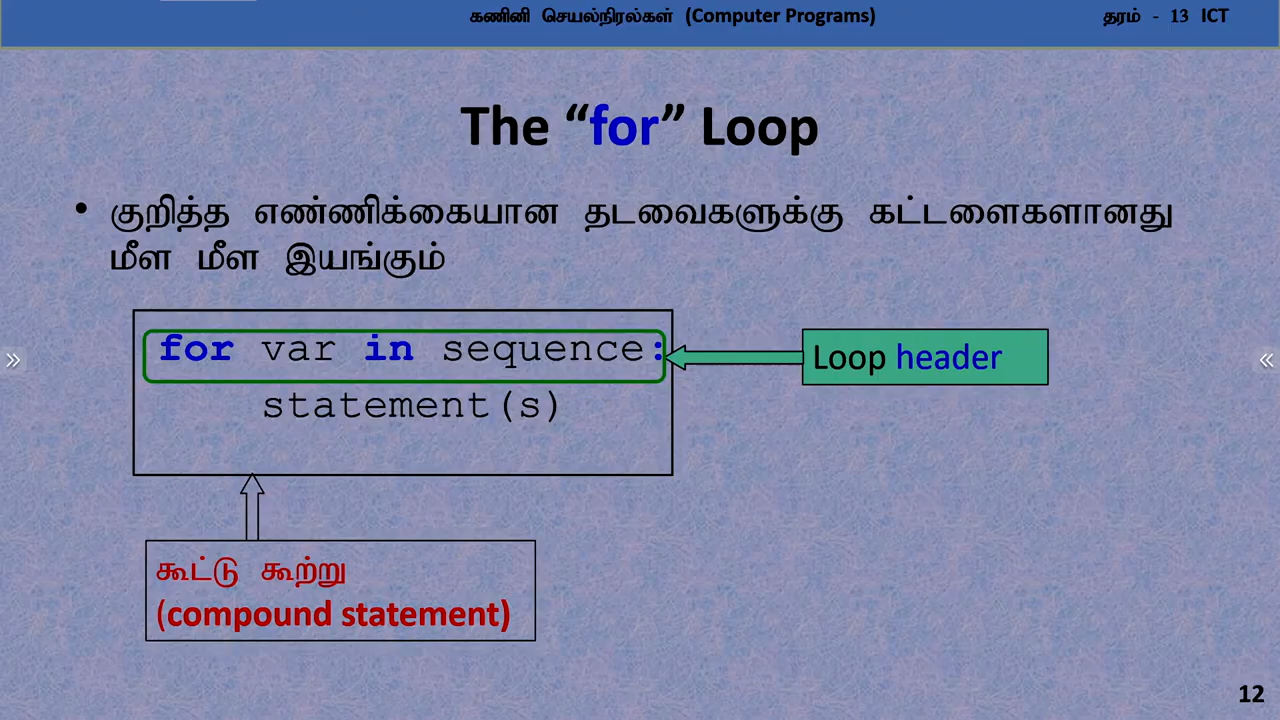 கணினி செயல்நிரல்கள் (Computer Programs)
தரம் - 13 ICT
The “for” Loop
• குறித்த எண்ணிக்கையான தடவைகளுக்கு கட்டளைகளானது
மீள மீள இயங்கும்
for var in sequence:
statement(s)
Loop header
கூட்டு கூற்று
(compound statement)
12